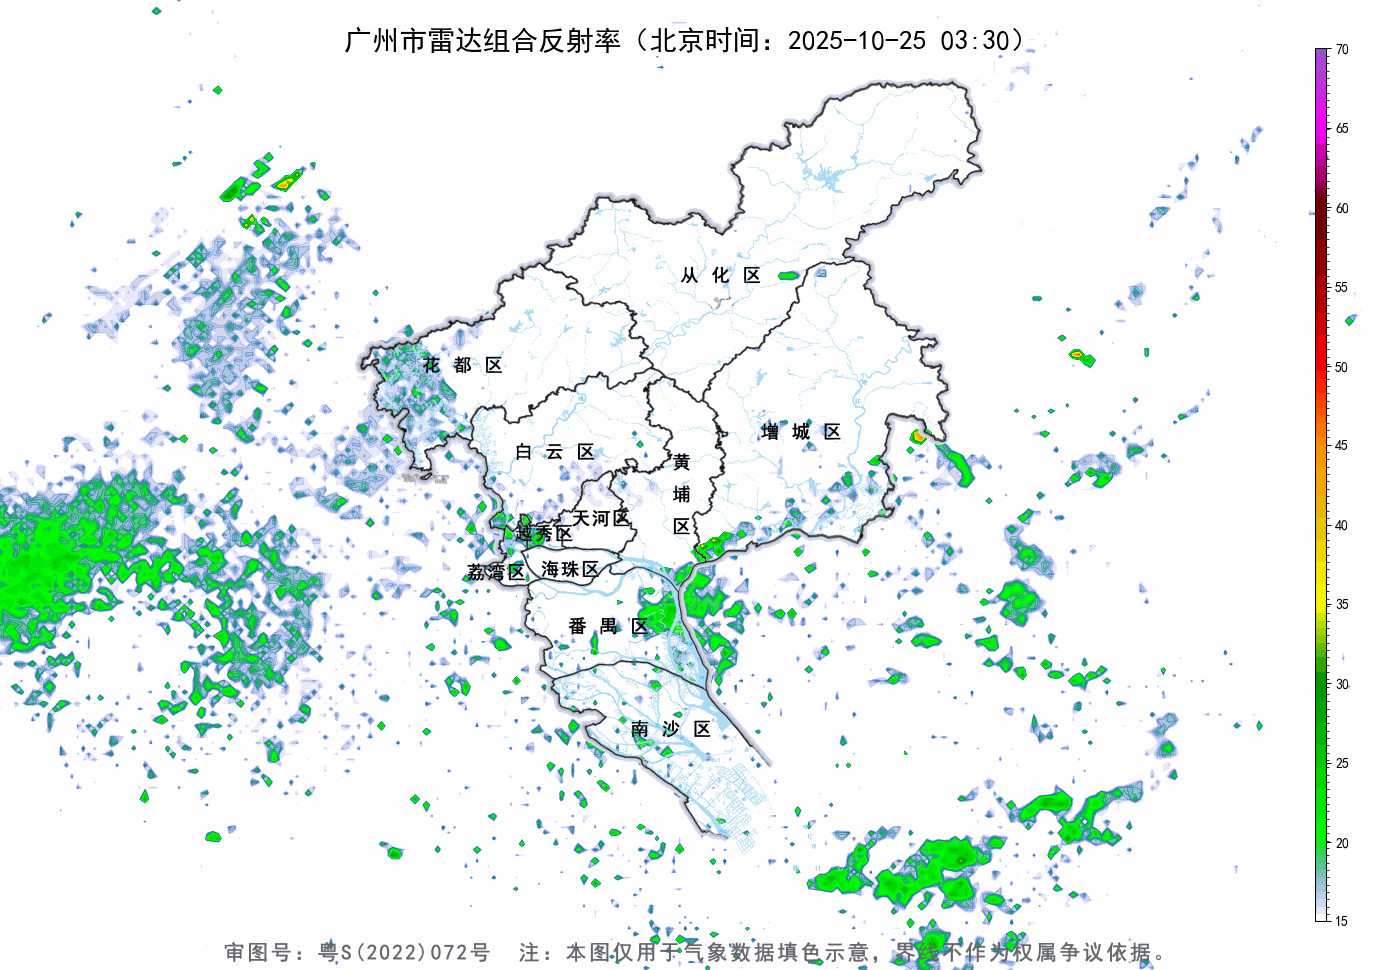 广州市雷达组合反射率（北京时间：2025-10-25 03:30）
70
65
60
55
50
45
40
35
30
25
20
15
从化区
花都区
增城区
白云区
黄埔区
天河区
越秀区
荔湾区
海珠区
番禺区
南沙区
审图号：粤S(2022)072号 注：本图仅用于气象数据填色示意，界线不作为权属争议依据。